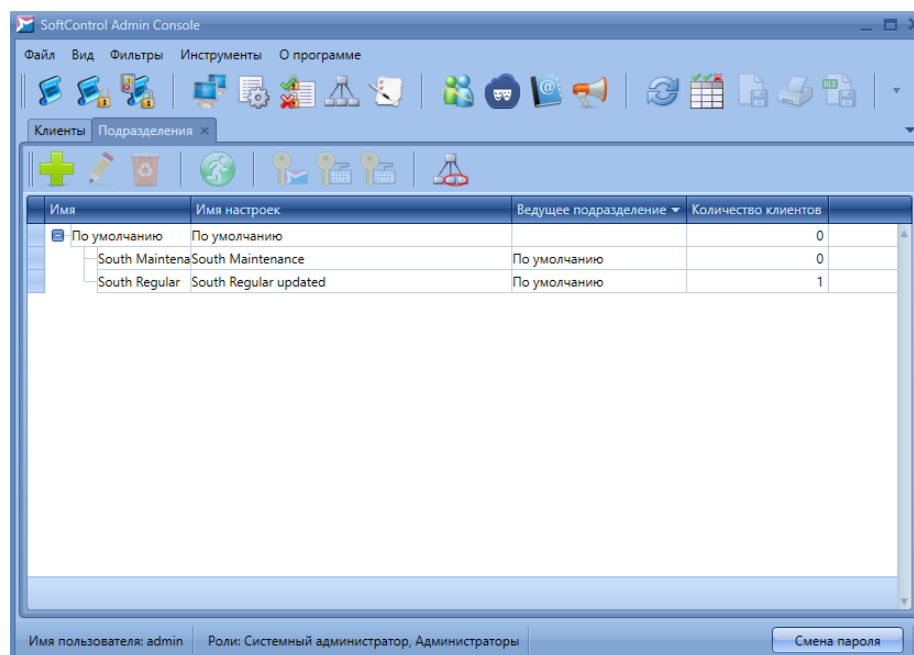 SoftControl Admin Console
Файл Вид Фильтры Инструменты О программе
Клиенты Подразделения
Имя Имя настроек Ведущее подразделение Количество клиентов
По умолчанию По умолчанию 0
South Maintena South Maintenance По умолчанию 0
South Regular South Regular updated По умолчанию 1
Имя пользователя: admin Роли: Системный администратор, Администраторы Смена пароля